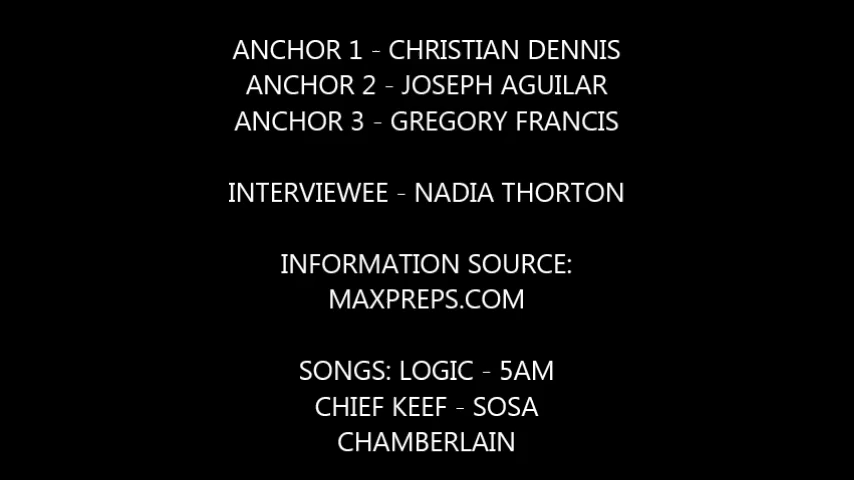 ANCHOR 1 - CHRISTIAN DENNIS
ANCHOR 2 - JOSEPH AGUILAR
ANCHOR 3 - GREGORY FRANCIS
INTERVIEWEE - NADIA THORTON
INFORMATION SOURCE:
MAXPREPS.COM
SONGS: LOGIC - 5AM
CHIEF KEEF - SOSA
CHAMBERLAIN